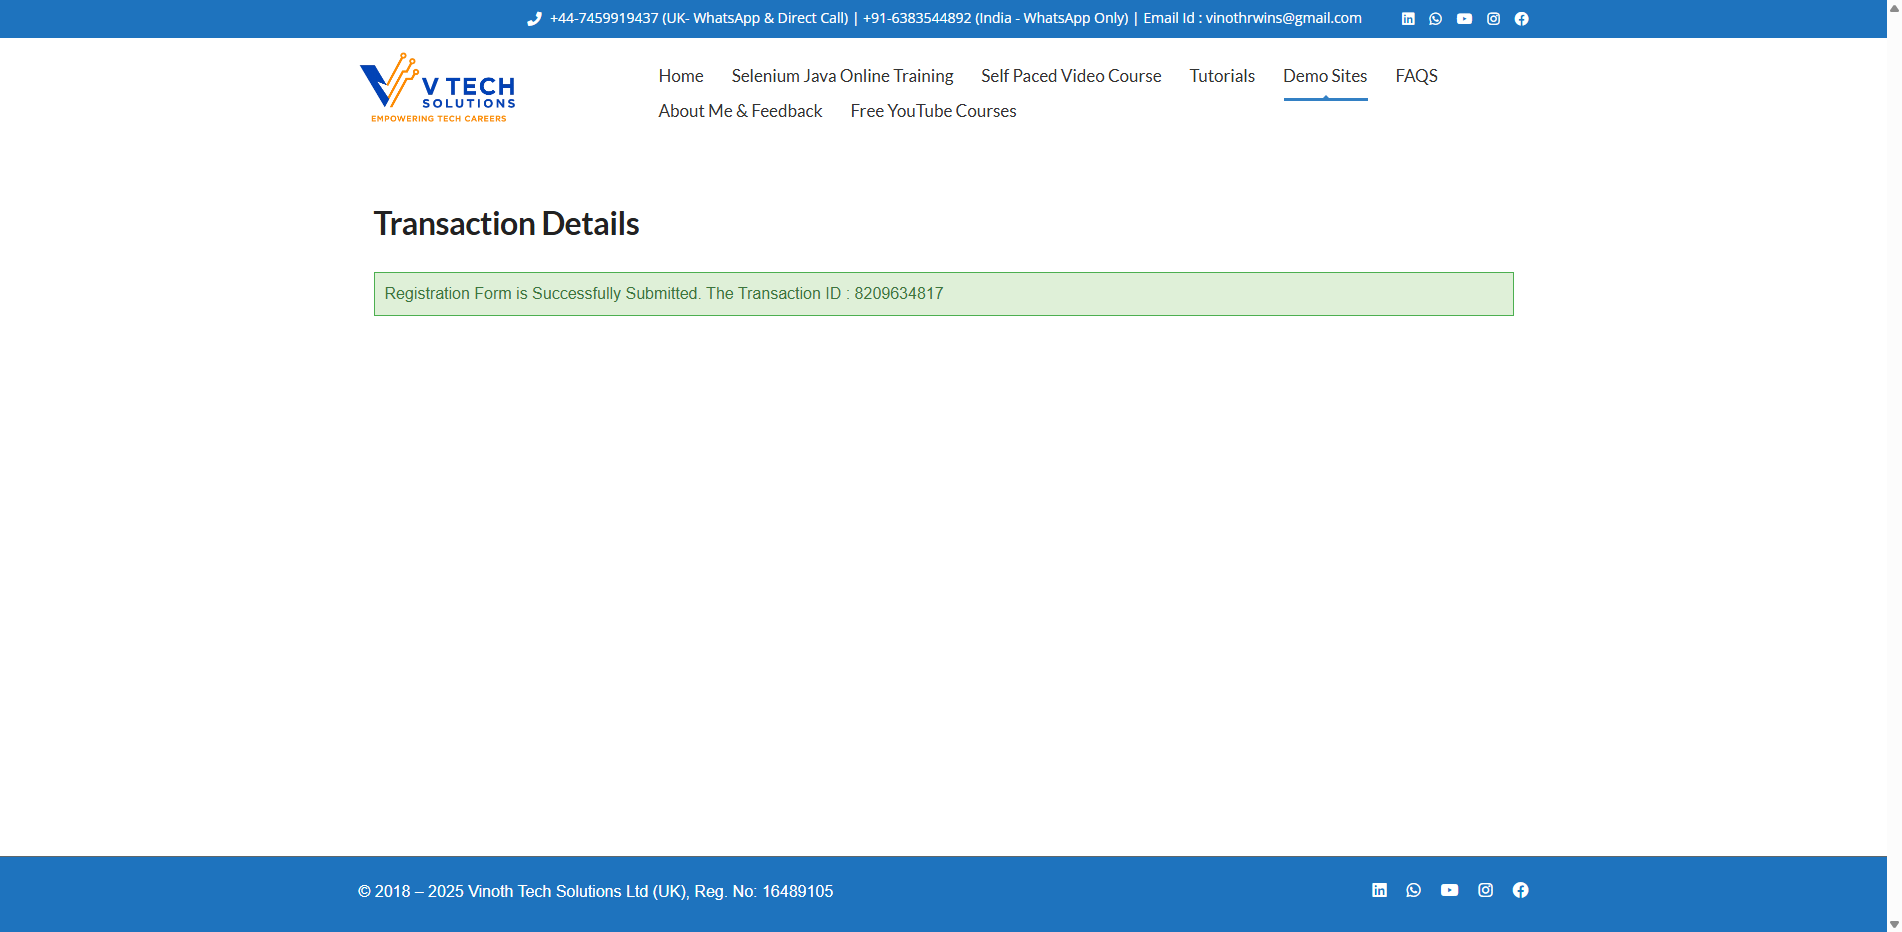 +44-7459919437 (UK- WhatsApp & Direct Call) | +91-6383544892 (India - WhatsApp Only) | Email Id : vinothrwins@gmail.com
V TECH
SOLUTIONS
EMPOWERING TECH CAREERS
Home Selenium Java Online Training Self Paced Video Course Tutorials Demo Sites FAQS
About Me & Feedback Free YouTube Courses
Transaction Details
Registration Form is Successfully Submitted. The Transaction ID : 8209634817
© 2018 – 2025 Vinoth Tech Solutions Ltd (UK), Reg. No: 16489105